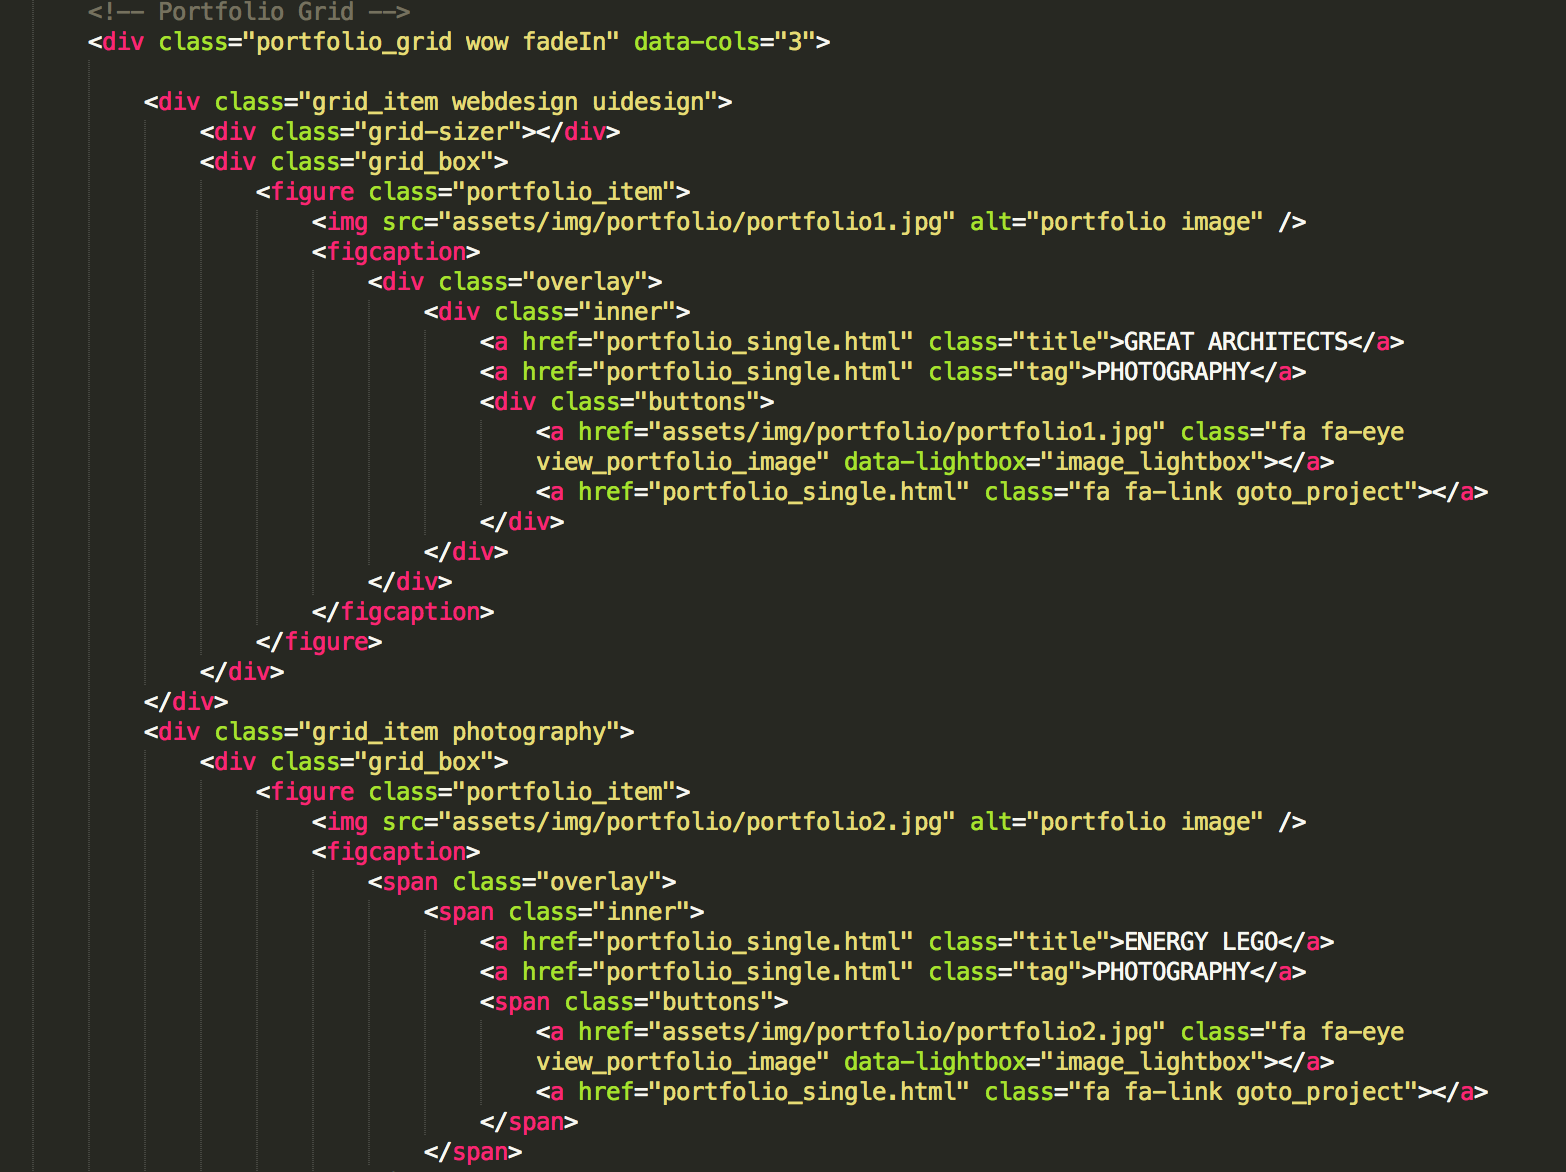 <!-- Portfolio Grid -->
<div class="portfolio_grid wow fadeIn" data-cols="3">
<div class="grid_item webdesign uidesign">
<div class="grid-sizer"></div>
<div class="grid_box">
<figure class="portfolio_item">
<img src="assets/img/portfolio/portfolio1.jpg" alt="portfolio image" />
<figcaption>
<div class="overlay">
<div class="inner">
<a href="portfolio_single.html" class="title">GREAT ARCHITECTS</a>
<a href="portfolio_single.html" class="tag">PHOTOGRAPHY</a>
<div class="buttons">
<a href="assets/img/portfolio/portfolio1.jpg" class="fa fa-eye
view_portfolio_image" data-lightbox="image_lightbox"></a>
<a href="portfolio_single.html" class="fa fa-link goto_project"></a>
</div>
</div>
</div>
</figcaption>
</figure>
</div>
</div>
<div class="grid_item photography">
<div class="grid_box">
<figure class="portfolio_item">
<img src="assets/img/portfolio/portfolio2.jpg" alt="portfolio image" />
<figcaption>
<span class="overlay">
<span class="inner">
<a href="portfolio_single.html" class="title">ENERGY LEGO</a>
<a href="portfolio_single.html" class="tag">PHOTOGRAPHY</a>
<span class="buttons">
<a href="assets/img/portfolio/portfolio2.jpg" class="fa fa-eye
view_portfolio_image" data-lightbox="image_lightbox"></a>
<a href="portfolio_single.html" class="fa fa-link goto_project"></a>
</span>
</span>